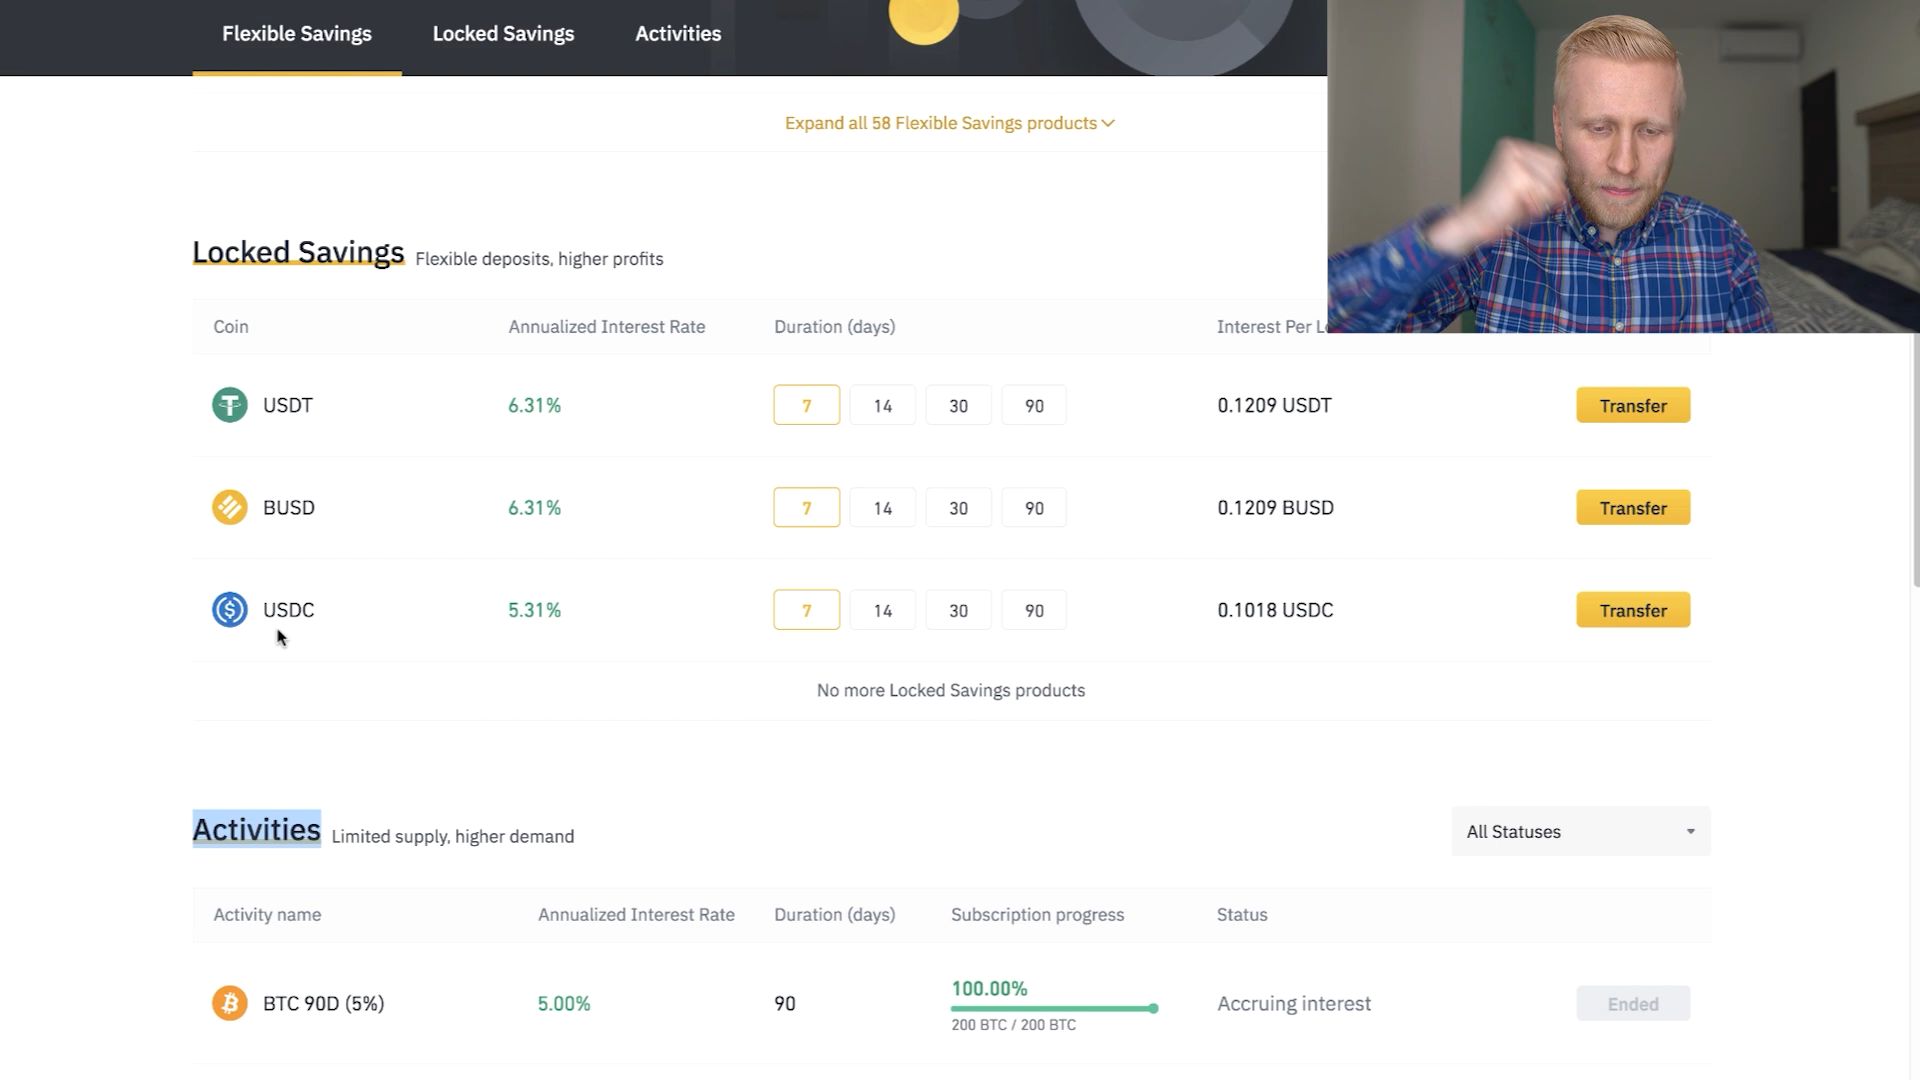 Flexible Savings Locked Savings Activities
Expand all 58 Flexible Savings products
Locked Savings Flexible deposits, higher profits
Coin Annualized Interest Rate Duration (days) Interest Per
USDT 6.31% 7 14 30 90 0.1209 USDT Transfer
BUSD 6.31% 7 14 30 90 0.1209 BUSD Transfer
USDC 5.31% 7 14 30 90 0.1018 USDC Transfer
No more Locked Savings products
Activities Limited supply, higher demand All Statuses
Activity name Annualized Interest Rate Duration (days) Subscription progress Status
BTC 90D (5%) 5.00% 90 100.00% Accruing interest Ended
200 BTC / 200 BTC